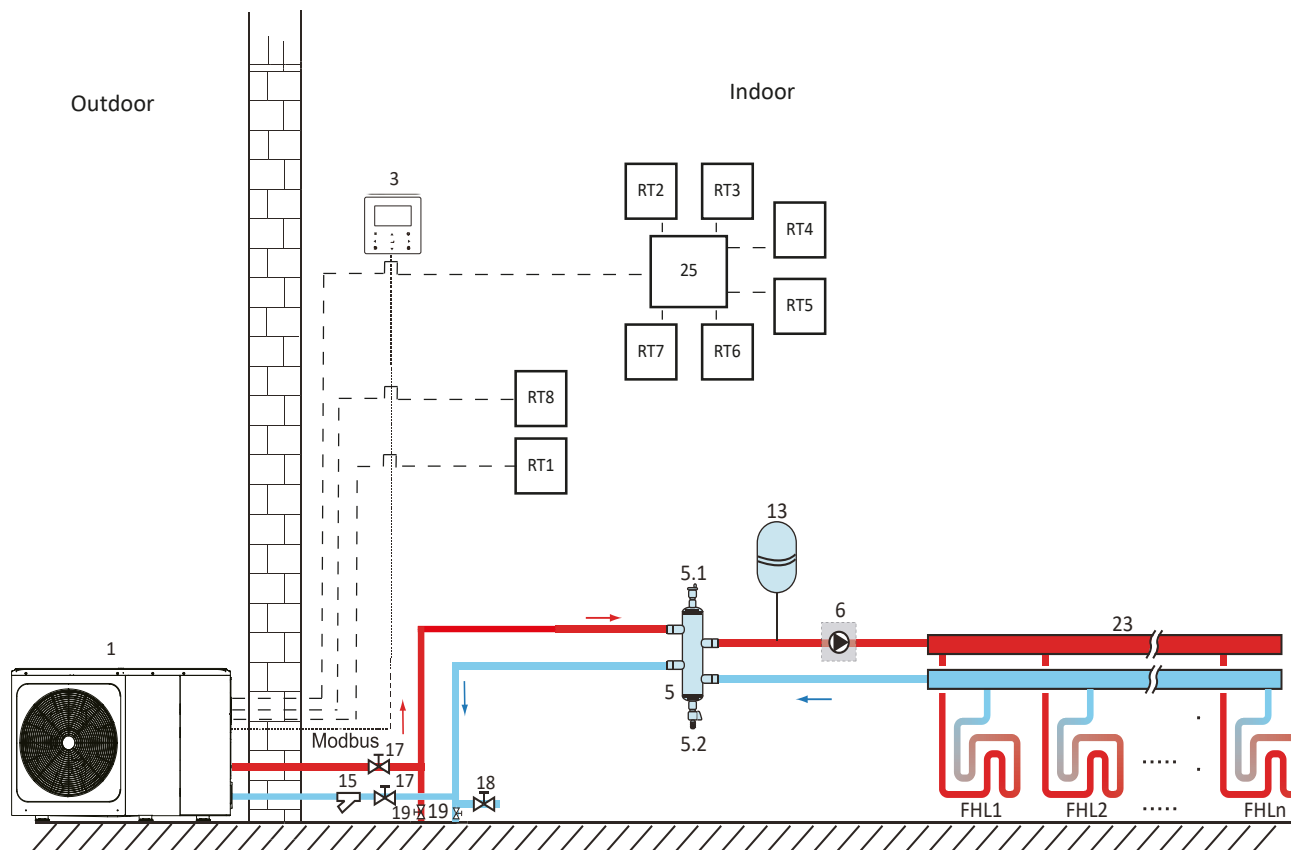 Outdoor
Indoor
3
RT2
RT3
RT4
25
RT5
RT7
RT6
RT8
RT1
13
5.1
6
23
1
5
5.2
Modbus
17
15
17
18
19
19
FHL1
FHL2
.....
.....
FHLn